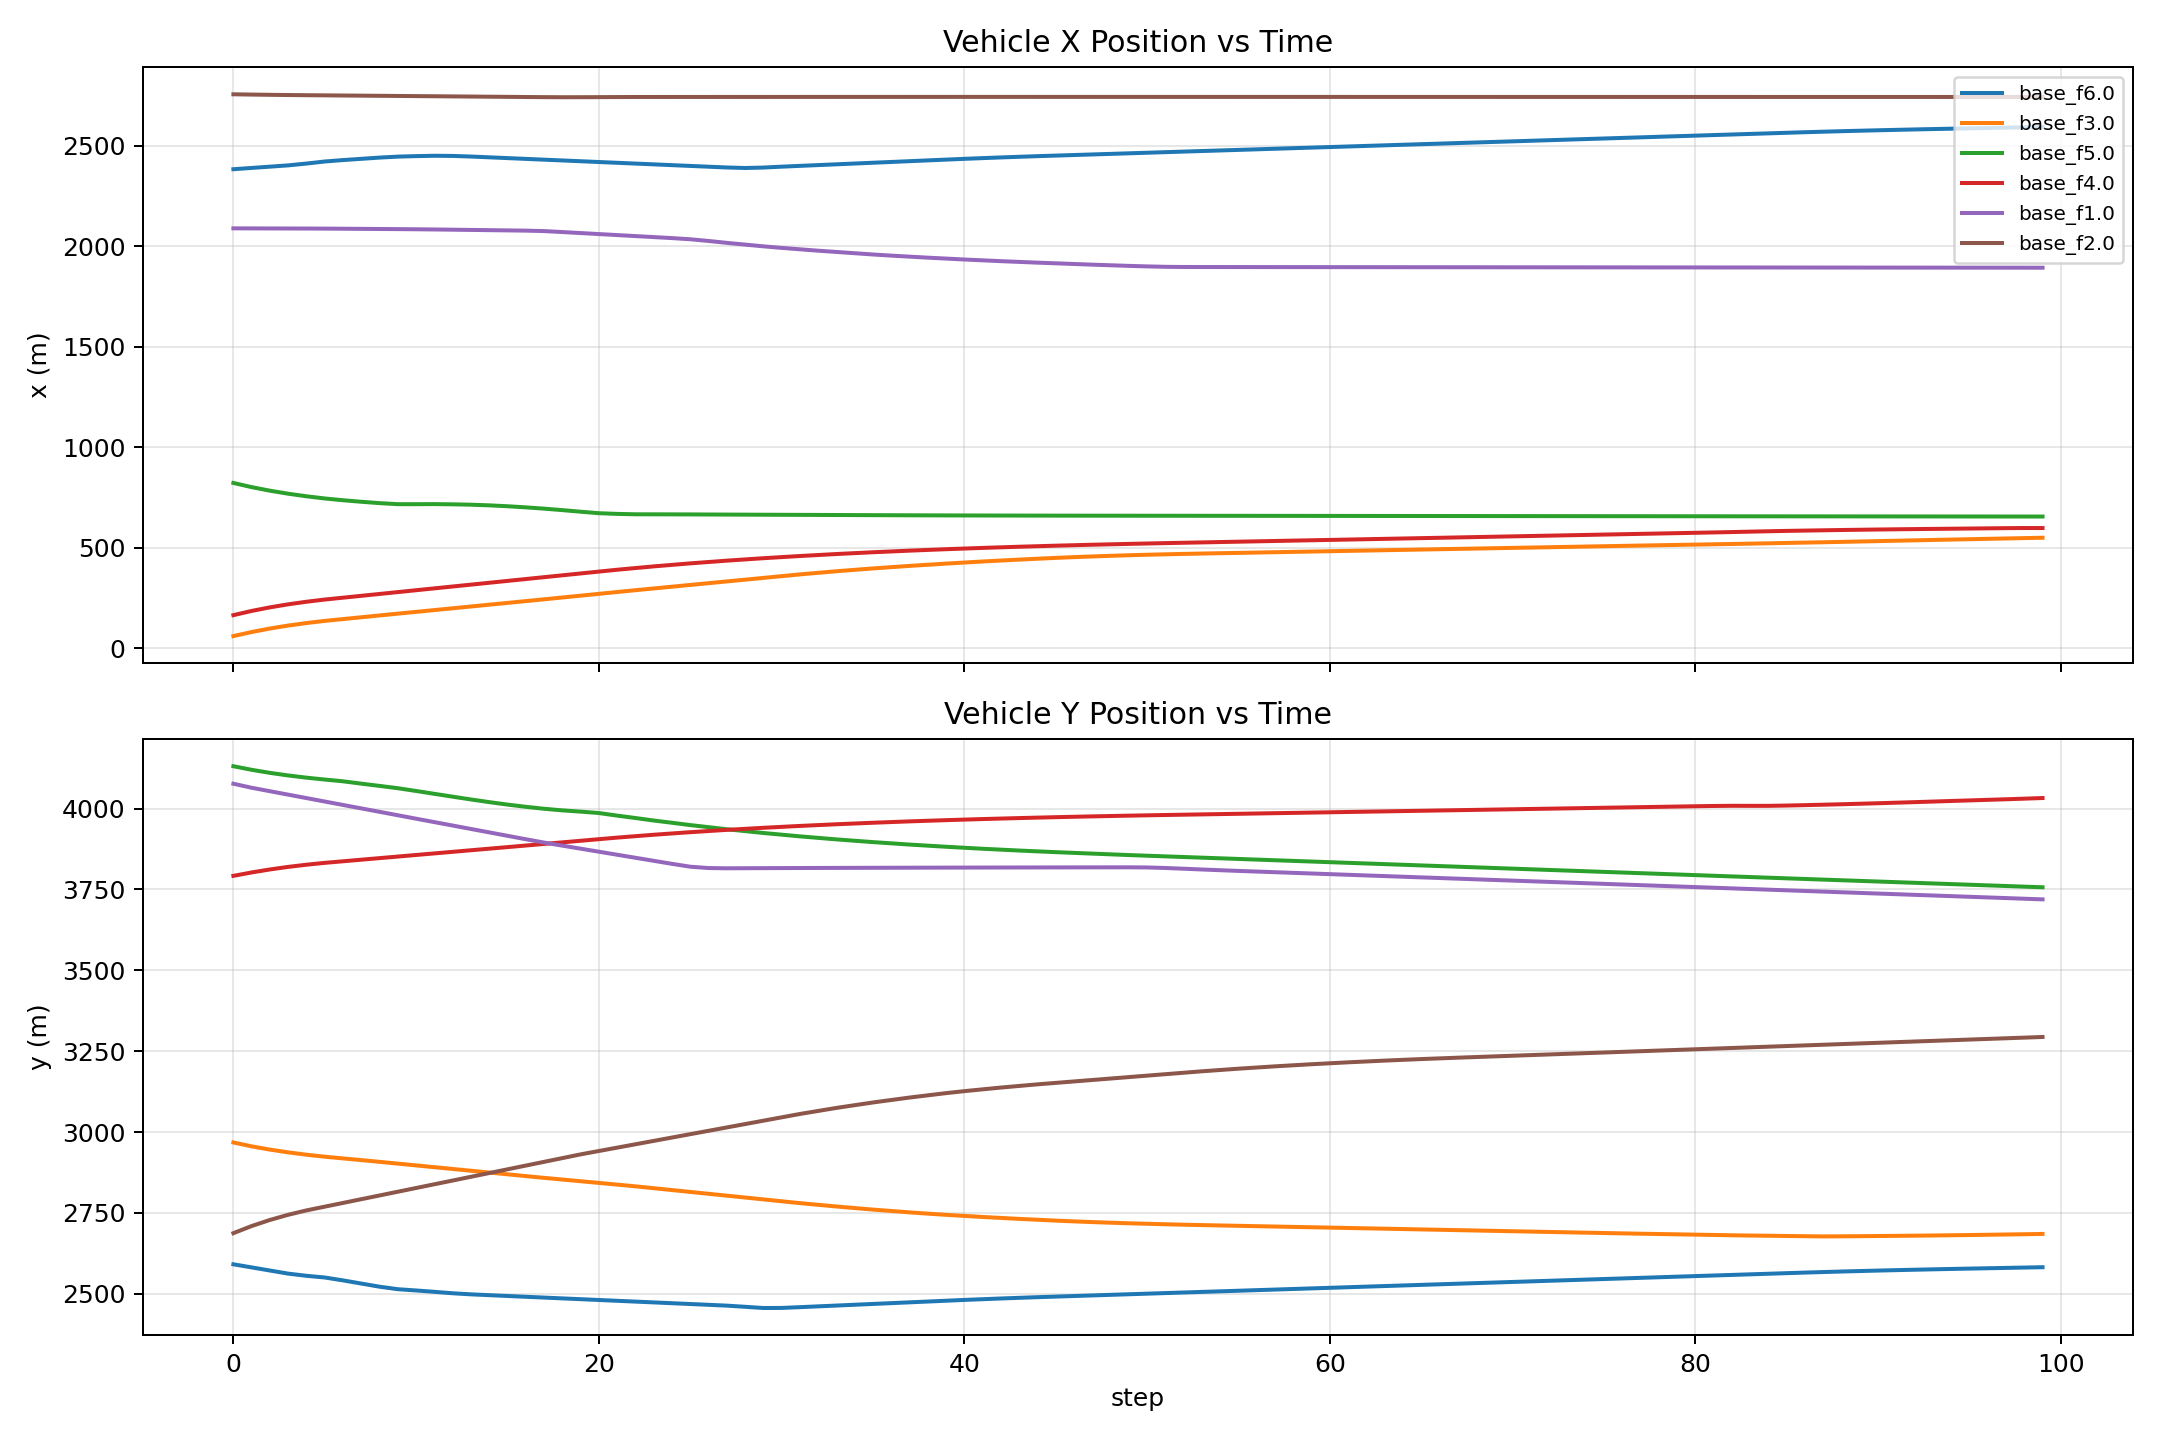 Vehicle X Position vs Time
x (m)
2500
2000
1500
1000
500
0
base_f6.0
base_f3.0
base_f5.0
base_f4.0
base_f1.0
base_f2.0
Vehicle Y Position vs Time
y (m)
4000
3750
3500
3250
3000
2750
2500
0 20 40 60 80 100
step